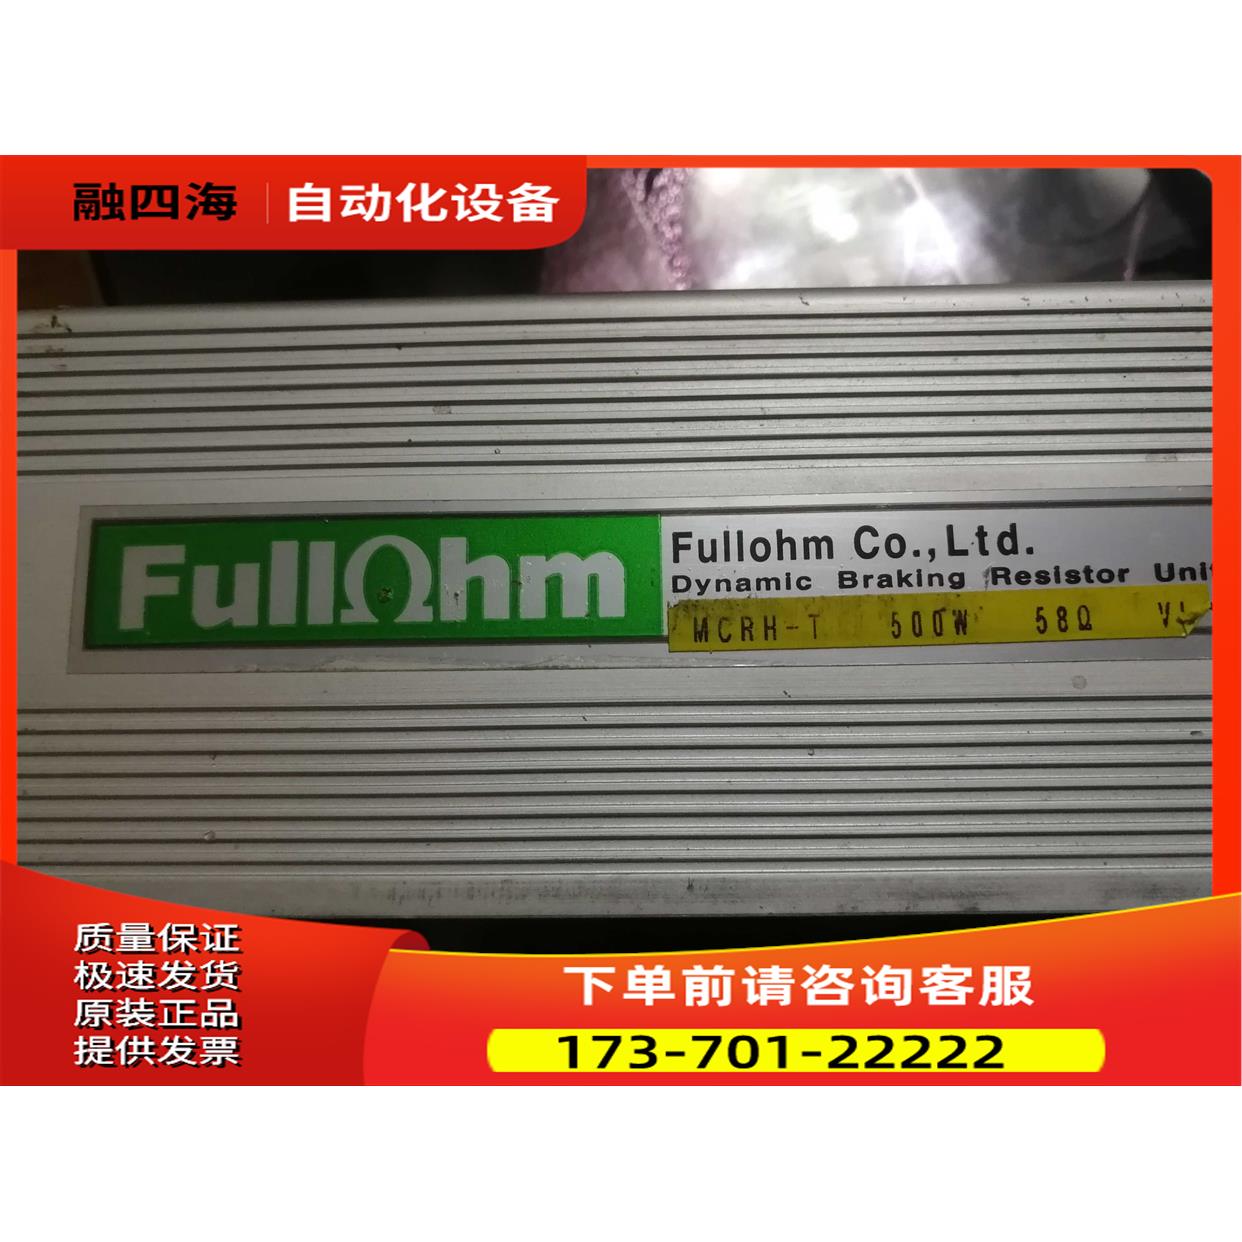 融四海 | 自动化设备
FullΩhm
Fullohm Co.,Ltd.
Dynamic Braking Resistor Uni
MCRH-T 500W 58Ω
质量保证
极速发货
原装正品
提供发票
下单前请咨询客服
173-701-22222